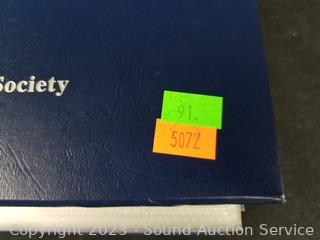 Society
91.
5072
Copyright 2023 - Sound Auction Service